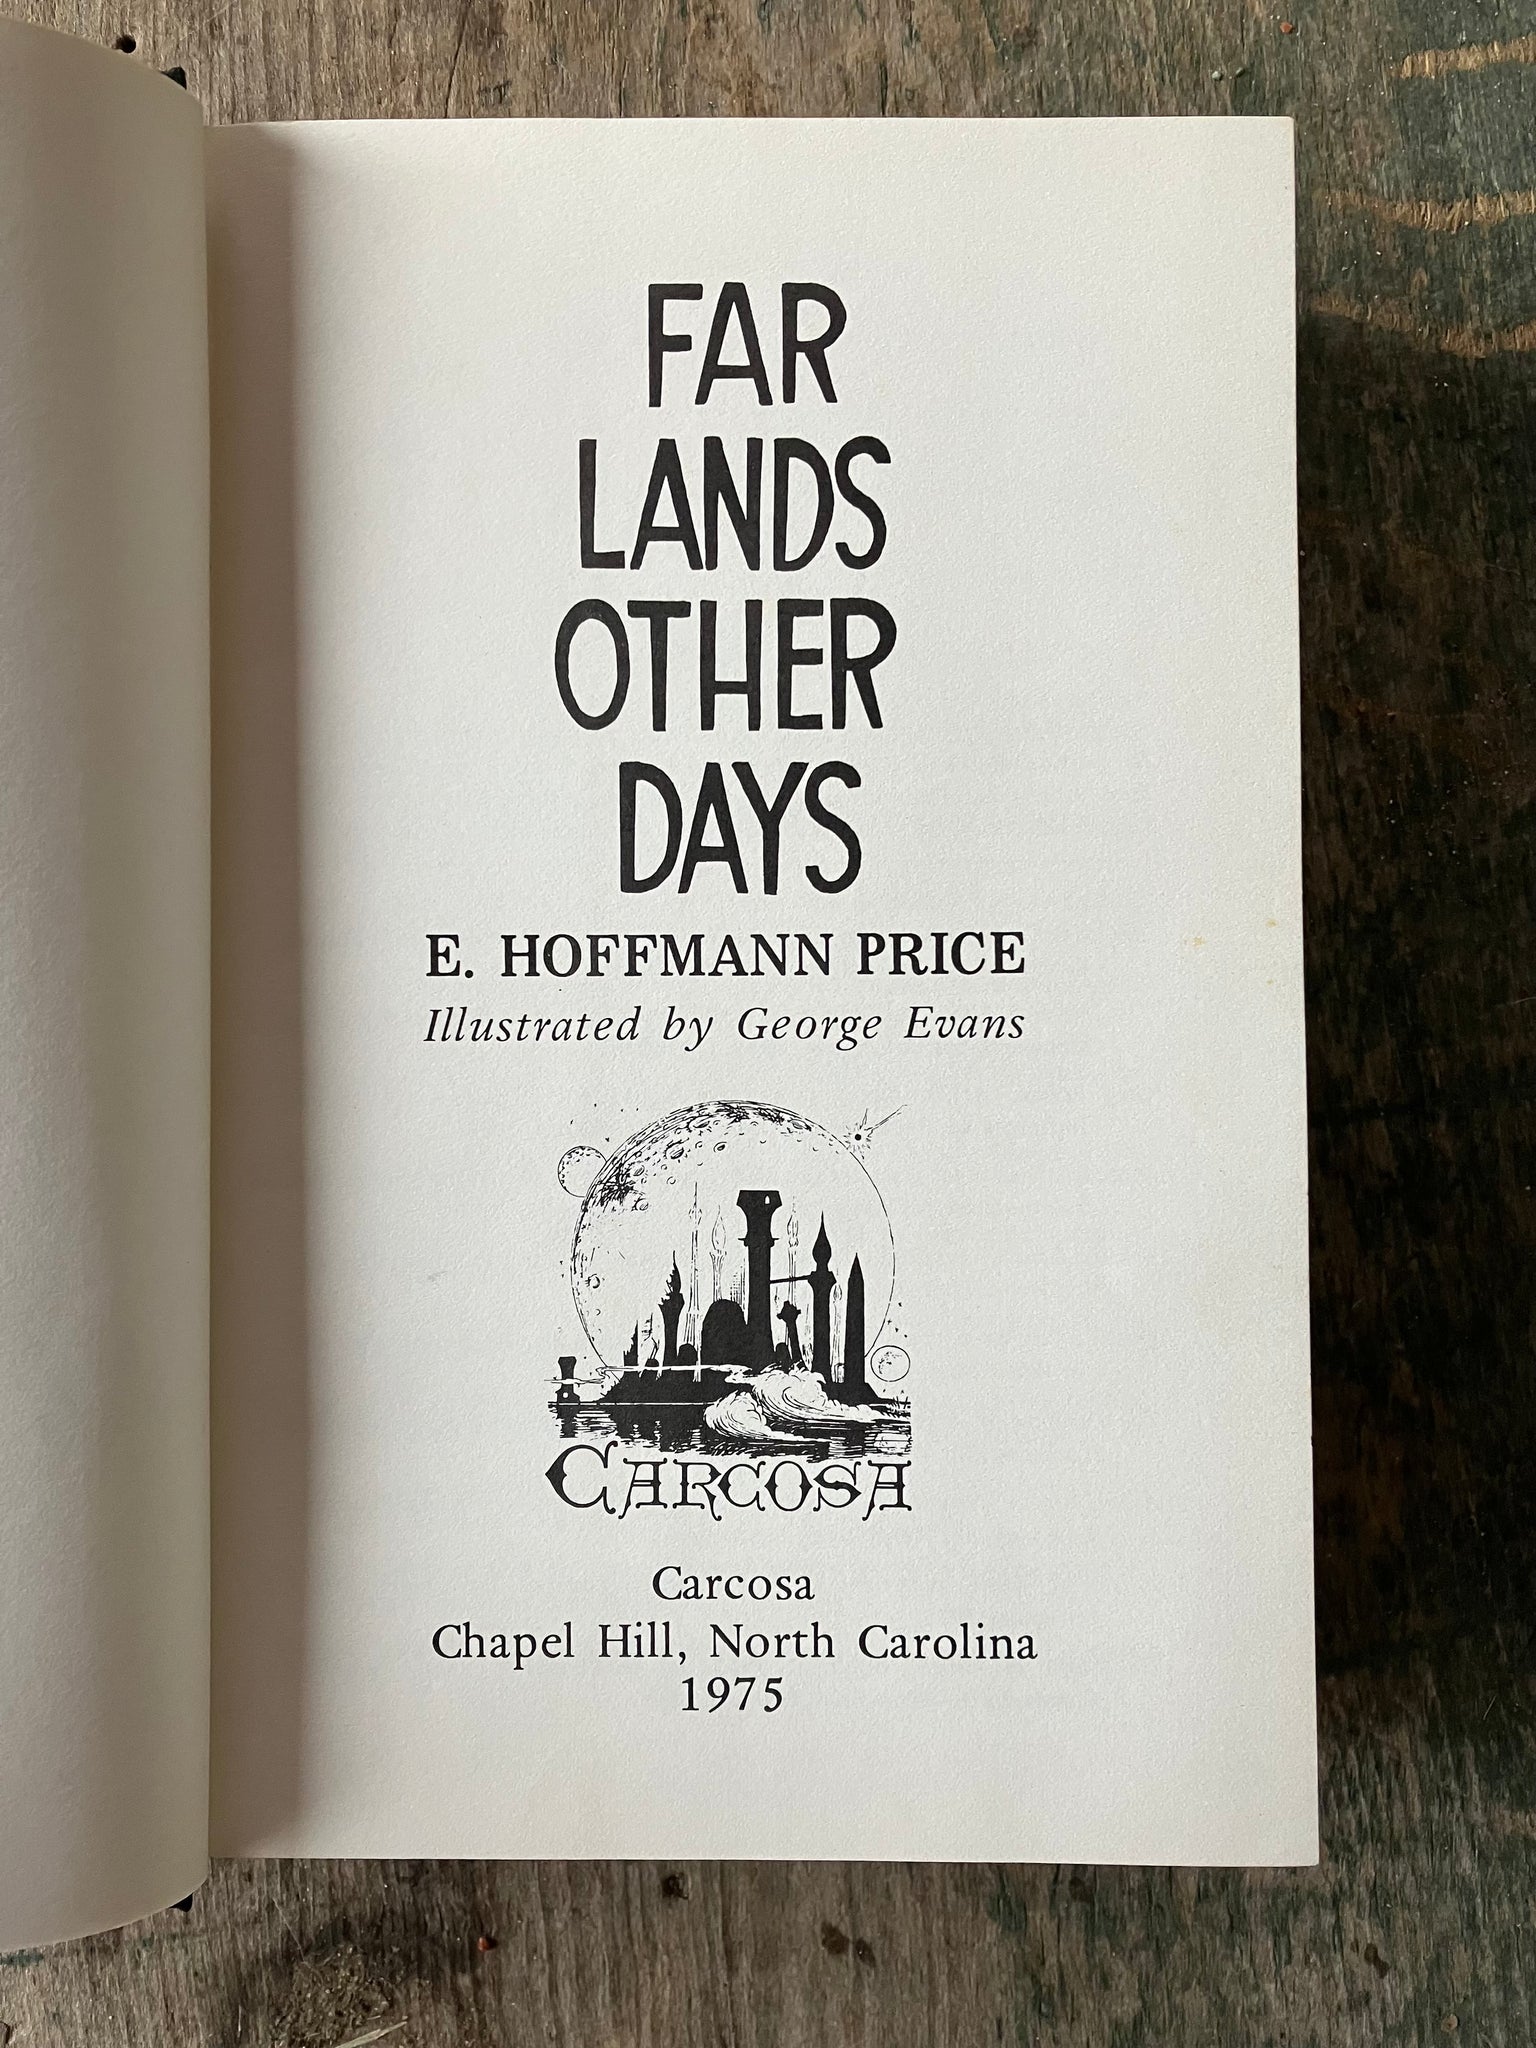 FAR
LANDS
OTHER
DAYS
E. HOFFMANN PRICE
Illustrated by George Evans
CARCOSA
Carcosa
Chapel Hill, North Carolina
1975